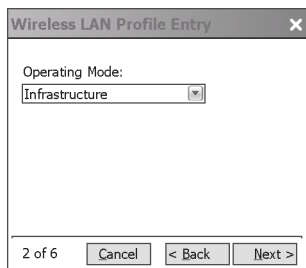 Wireless LAN Profile Entry
Operating Mode:
Infrastructure
2 of 6 Cancel < Back Next >